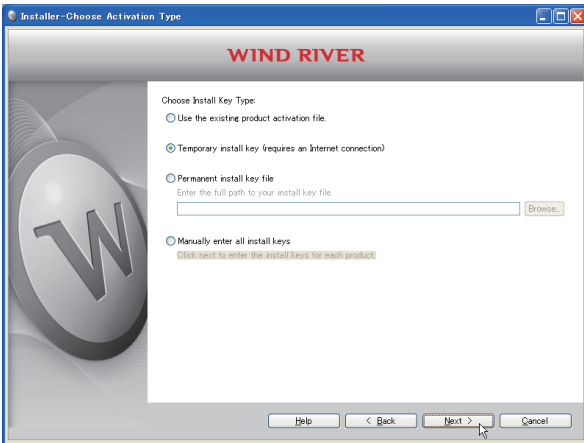 Installer-Choose Activation Type
WIND RIVER
Choose Install Key Type:
Use the existing product activation file.
Temporary install key (requires an Internet connection)
Permanent install key file
Enter the full path to your install key file.
Browse...
Manually enter all install keys
Click next to enter the install keys for each product.
W
Help
< Back
Next >
Cancel